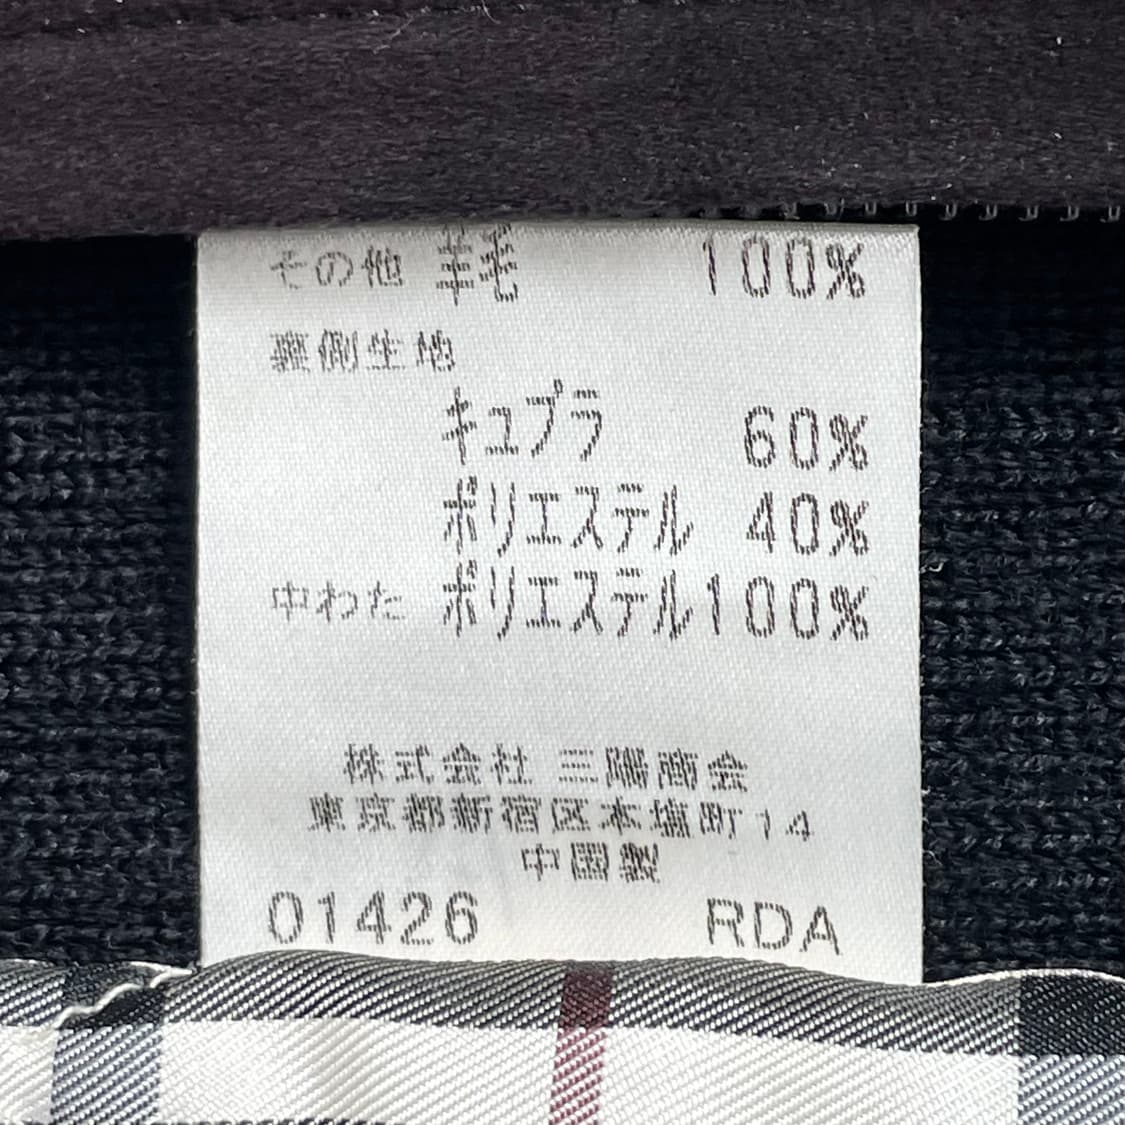 その他 羊毛 100%
裏側生地
キュプラ 60%
ポリエステル 40%
中わた ポリエステル100%
株式会社 三陽商会
東京都新宿区本塩町14
中国製
01426 RDA